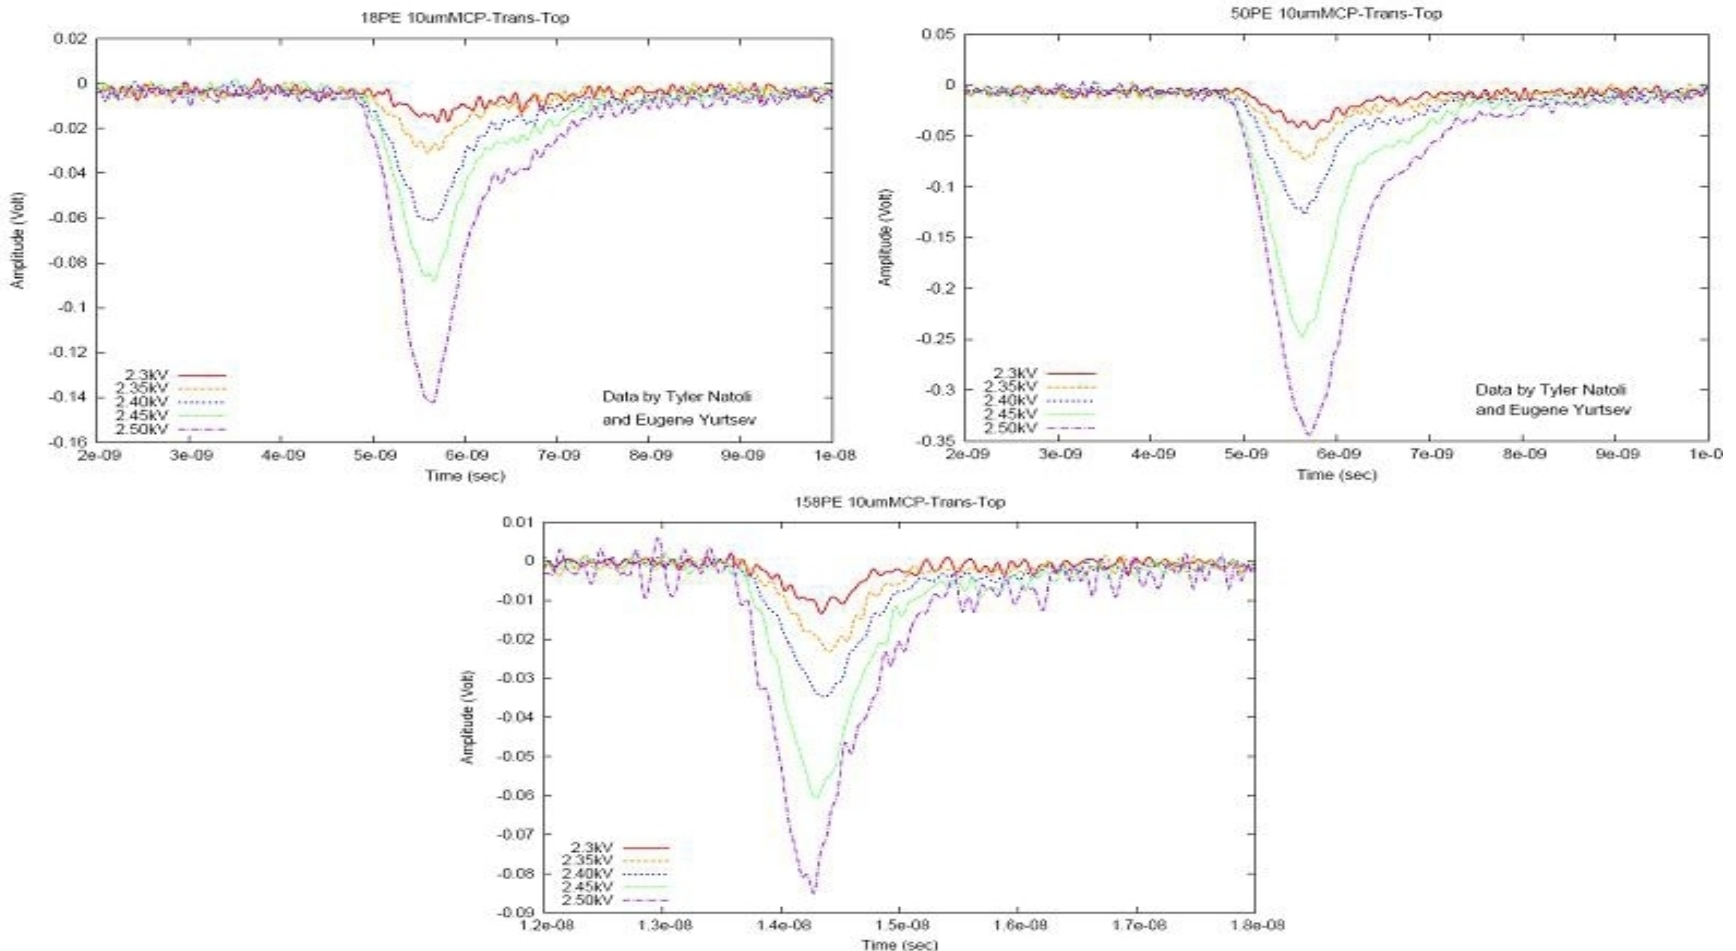 18PE 10umMCP-Trans-Top
0.02
0
-0.02
-0.04
-0.06
-0.08
-0.1
-0.12
-0.14
-0.16
Amplitude (Volt)
2.3kV
2.35kV
2.40kV
2.45kV
2.50kV
Data by Tyler Natoli
and Eugene Yurtsev
2e-09 3e-09 4e-09 5e-09 6e-09 7e-09 8e-09 9e-09 1e-08
Time (sec)
50PE 10umMCP-Trans-Top
0.05
0
-0.05
-0.1
-0.15
-0.2
-0.25
-0.3
-0.35
Amplitude (Volt)
2.3kV
2.35kV
2.40kV
2.45kV
2.50kV
Data by Tyler Natoli
and Eugene Yurtsev
2e-09 3e-09 4e-09 5e-09 6e-09 7e-09 8e-09 9e-09 1e-0
Time (sec)
158PE 10umMCP-Trans-Top
0.01
0
-0.01
-0.02
-0.03
-0.04
-0.05
-0.06
-0.07
-0.08
-0.09
Amplitude (Volt)
2.3kV
2.35kV
2.40kV
2.45kV
2.50kV
1.2e-08 1.3e-08 1.4e-08 1.5e-08 1.6e-08 1.7e-08 1.8e-08
Time (sec)